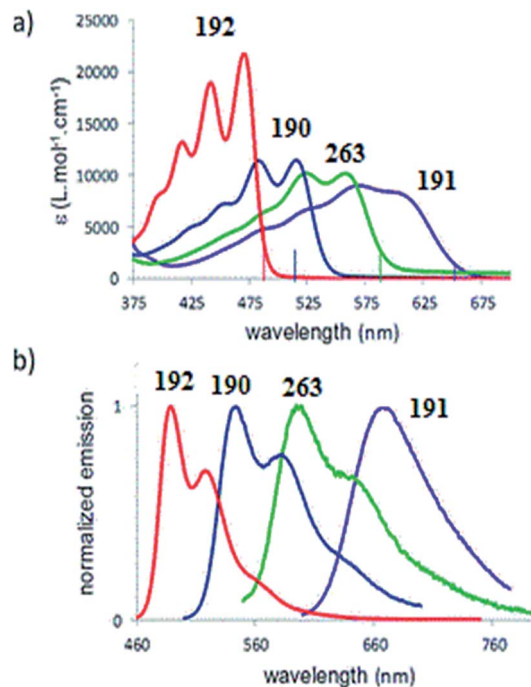 a)
192
190
263
191
ε (L.mol⁻¹.cm⁻¹)
25000
20000
15000
10000
5000
0
375 425 475 525 575 625 675
wavelength (nm)
b)
192 190 263 191
normalized emission
1
0
460 560 660 760
wavelength (nm)